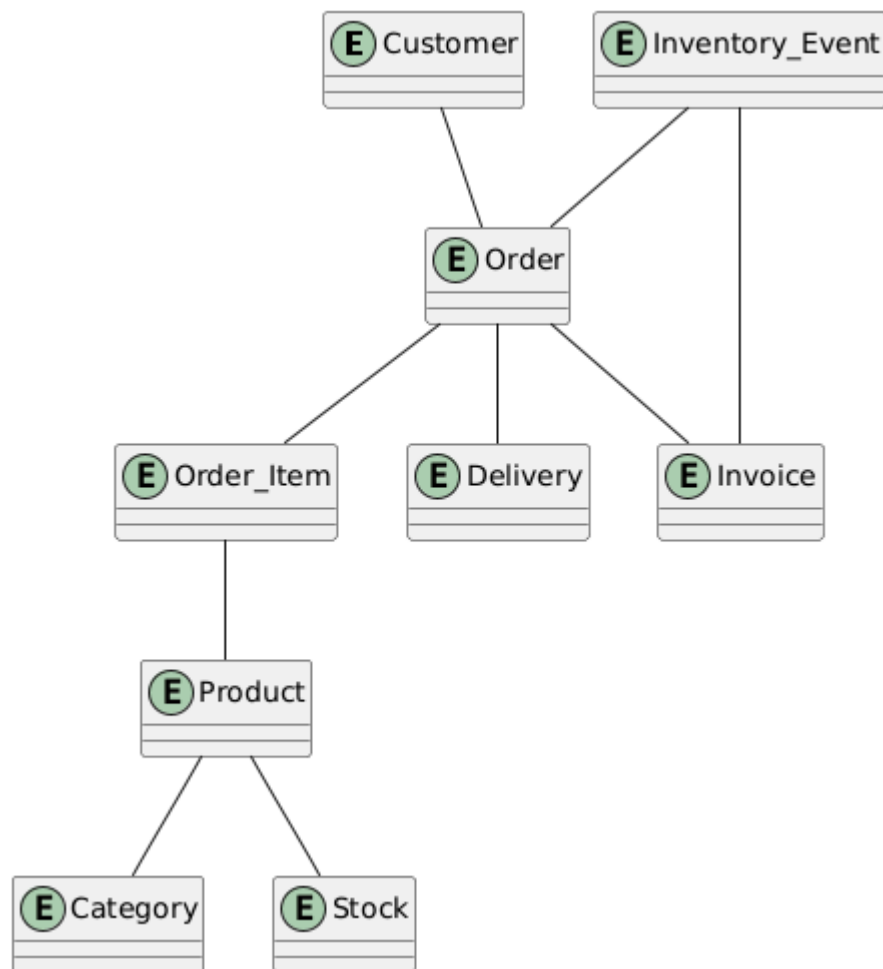 E Customer
E Inventory_Event
E Order
E Order_Item
E Delivery
E Invoice
E Product
E Category
E Stock